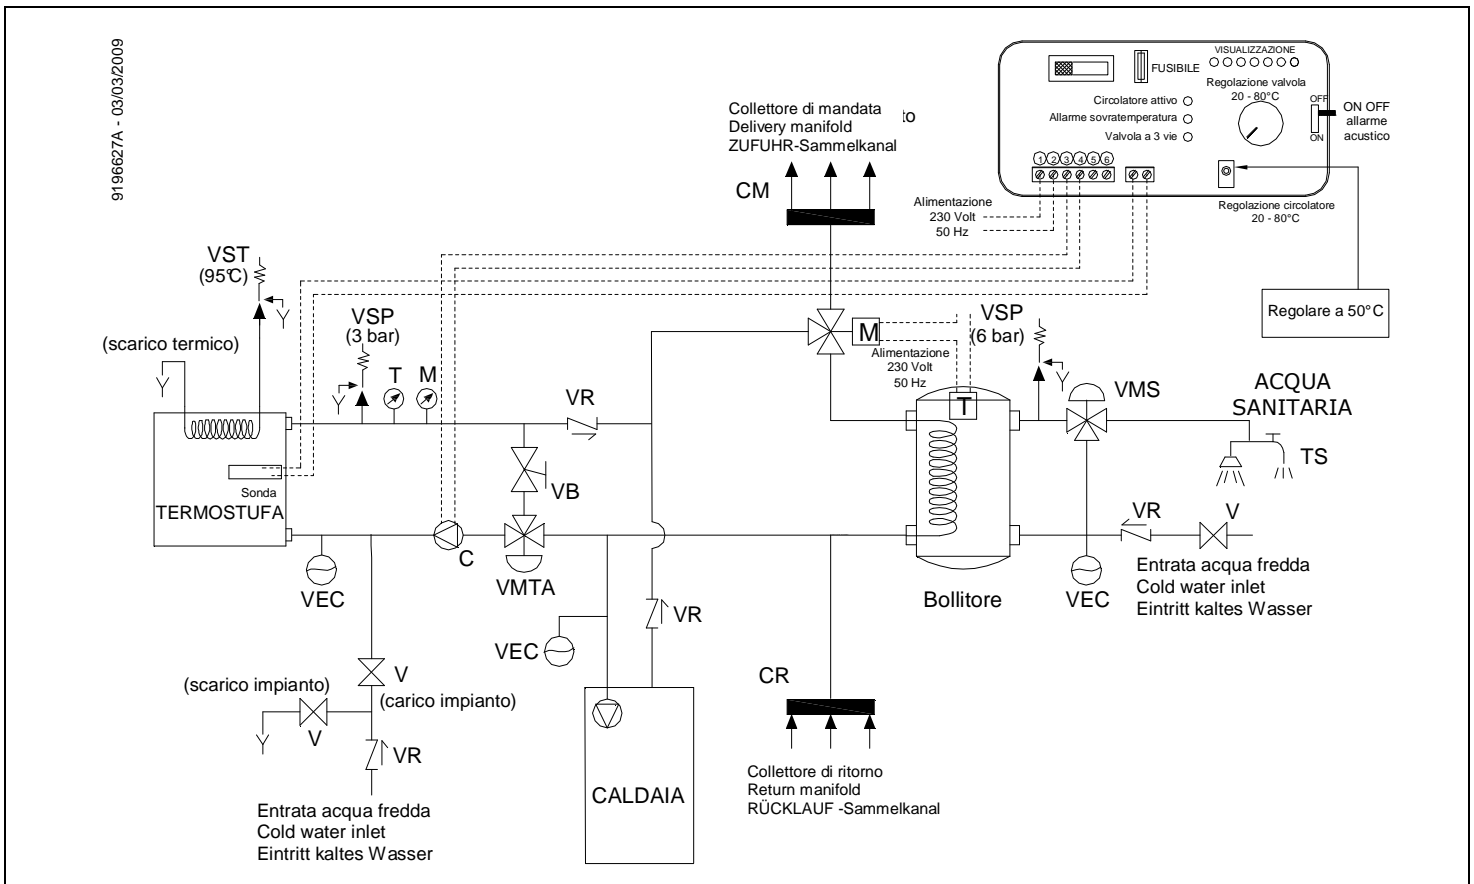 9196627A - 03/03/2009
VISUALIZZAZIONE
FUSIBILE
Regolazione valvola
20 - 80°C
OFF
ON
ON OFF
allarme
acustico
Circolatore attivo
Allarme sovratemperatura
Valvola a 3 vie
1 2 3 4 5 6
Regolazione circolatore
20 - 80°C
Alimentazione
230 Volt
50 Hz
Regolare a 50°C
Collettore di mandata
Delivery manifold
ZUFUHR-Sammelkanal
to
CM
VST
(95°C)
VSP
(3 bar)
(scarico termico)
T
M
VR
M
Alimentazione
230 Volt
50 Hz
VSP
(6 bar)
T
VMS
ACQUA
SANITARIA
TS
Sonda
TERMOSTUFA
VB
C
VMTA
VEC
VR
V
Bollitore
VEC
Entrata acqua fredda
Cold water inlet
Eintritt kaltes Wasser
VR
VEC
(scarico impianto)
V
V
(carico impianto)
VR
Entrata acqua fredda
Cold water inlet
Eintritt kaltes Wasser
CALDAIA
CR
Collettore di ritorno
Return manifold
RÜCKLAUF -Sammelkanal